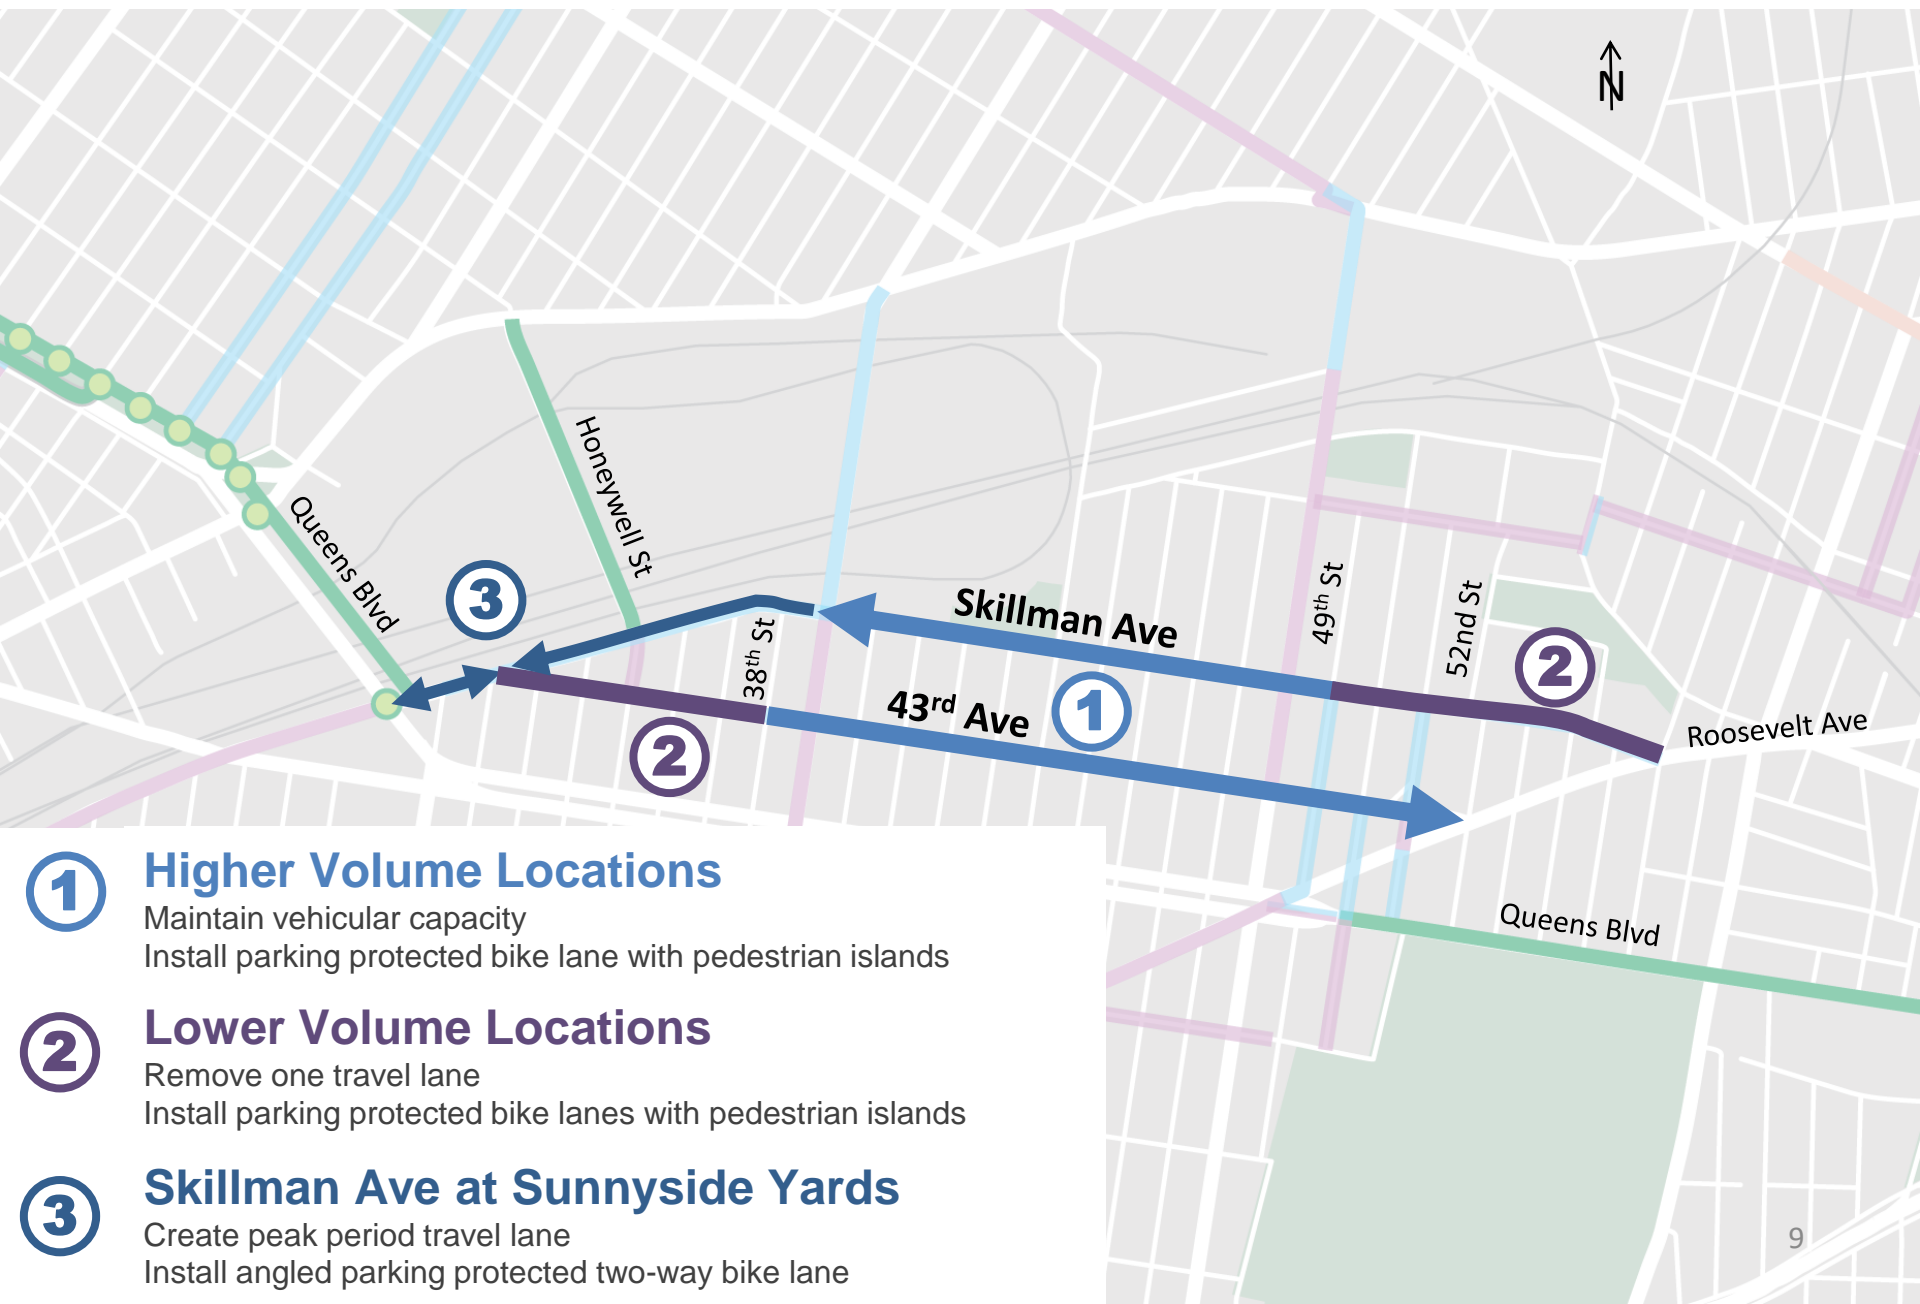 N
Honeywell St
Queens Blvd
3
Skillman Ave
49th St
52nd St
38th St
2
43rd Ave
1
Roosevelt Ave
2
Queens Blvd
1
Higher Volume Locations
Maintain vehicular capacity
Install parking protected bike lane with pedestrian islands
2
Lower Volume Locations
Remove one travel lane
Install parking protected bike lanes with pedestrian islands
3
Skillman Ave at Sunnyside Yards
Create peak period travel lane
Install angled parking protected two-way bike lane
9